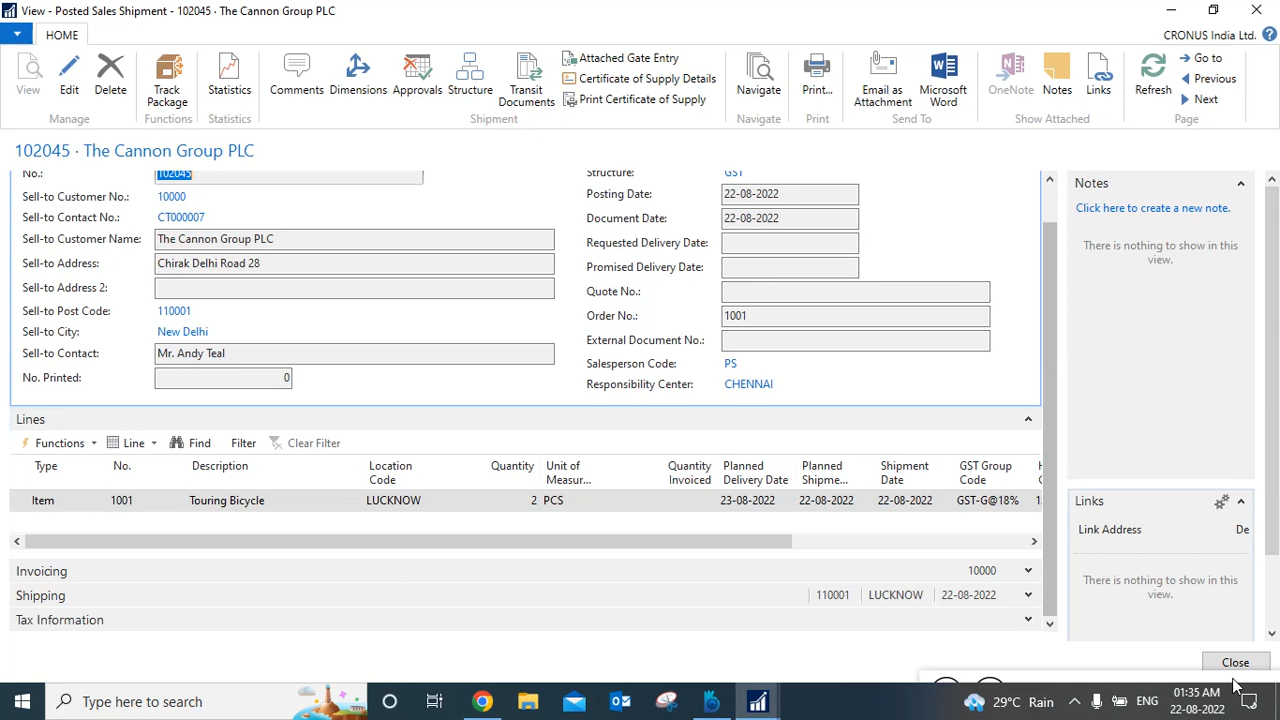 View - Posted Sales Shipment - 102045 · The Cannon Group PLC
HOME
CRONUS India Ltd.
View
Edit
Delete
Manage
Track Package
Functions
Statistics
Statistics
Comments
Dimensions
Approvals
Structure
Transit Documents
Attached Gate Entry
Certificate of Supply Details
Print Certificate of Supply
Shipment
Navigate
Navigate
Print...
Print
Email as Attachment
Microsoft Word
Send To
OneNote
Notes
Links
Show Attached
Refresh
Go to
Previous
Next
Page
102045 · The Cannon Group PLC
No.: 102045
Sell-to Customer No.: 10000
Sell-to Contact No.: CT000007
Sell-to Customer Name: The Cannon Group PLC
Sell-to Address: Chirak Delhi Road 28
Sell-to Address 2:
Sell-to Post Code: 110001
Sell-to City: New Delhi
Sell-to Contact: Mr. Andy Teal
No. Printed: 0
Structure: GST
Posting Date: 22-08-2022
Document Date: 22-08-2022
Requested Delivery Date:
Promised Delivery Date:
Quote No.:
Order No.: 1001
External Document No.:
Salesperson Code: PS
Responsibility Center: CHENNAI
Notes
Click here to create a new note.
There is nothing to show in this view.
Lines
Functions Line Find Filter Clear Filter
Type No. Description Location Code Quantity Unit of Measur... Quantity Invoiced Planned Delivery Date Planned Shipme... Shipment Date GST Group Code
Item 1001 Touring Bicycle LUCKNOW 2 PCS 23-08-2022 22-08-2022 22-08-2022 GST-G@18% 1.
Links
Link Address De
There is nothing to show in this view.
Invoicing 10000
Shipping 110001 LUCKNOW 22-08-2022
Tax Information
Close
Type here to search
29°C Rain
ENG
01:35 AM
22-08-2022